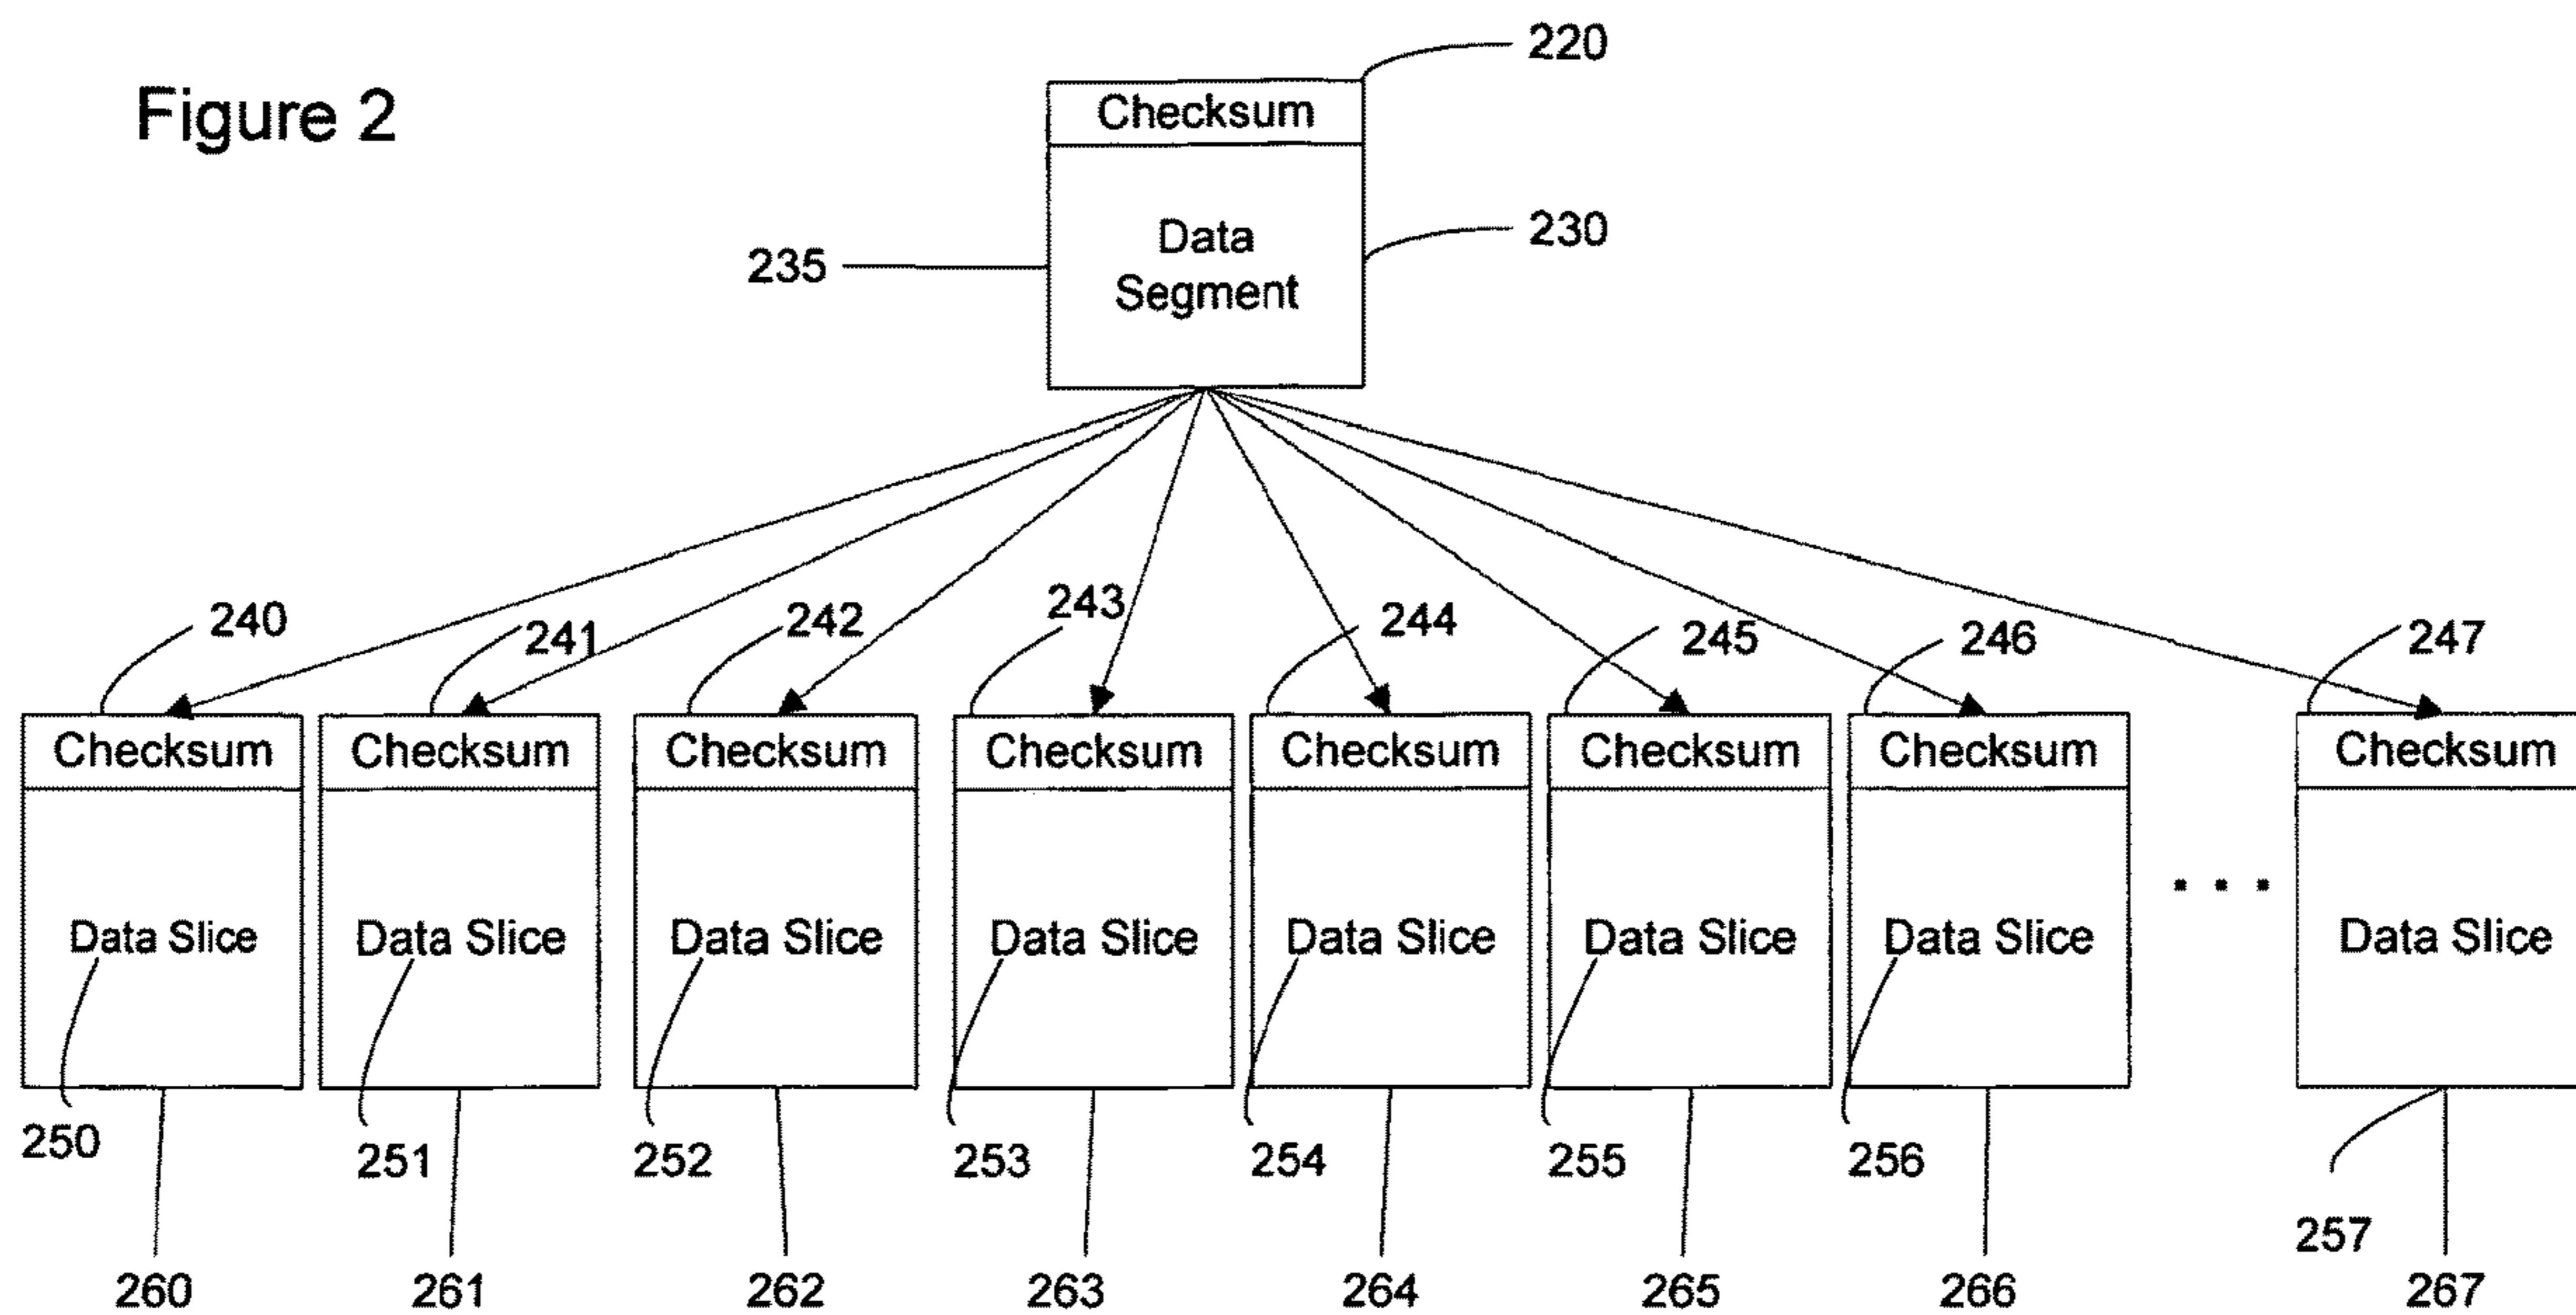 Figure 2
220
Checksum
Data
Segment
230
235
240 241 242 243 244 245 246 247
Checksum Checksum Checksum Checksum Checksum Checksum Checksum Checksum
. . .
Data Slice Data Slice Data Slice Data Slice Data Slice Data Slice Data Slice Data Slice
250 251 252 253 254 255 256 257
260 261 262 263 264 265 266 267